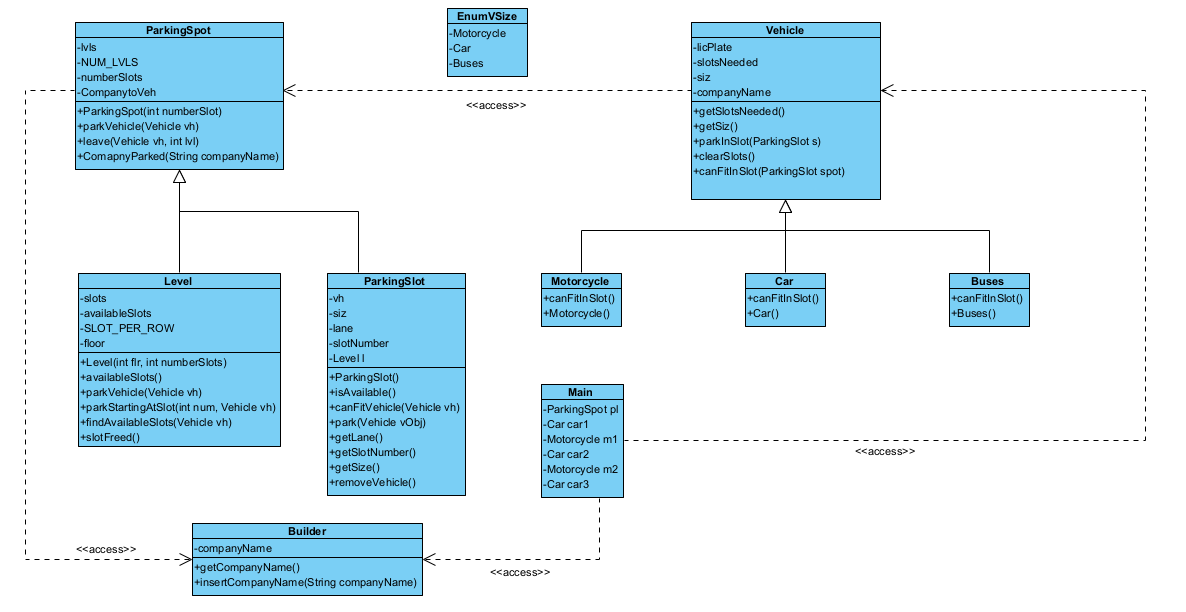 EnumVSize
-Motorcycle
-Car
-Buses
ParkingSpot
-lvls
-NUM_LVLS
-numberSlots
-CompanytoVeh
+ParkingSpot(int numberSlot)
+parkVehicle(Vehicle vh)
+leave(Vehicle vh, int lvl)
+ComapnyParked(String companyName)
<<access>>
Vehicle
-licPlate
-slotsNeeded
-siz
-companyName
+getSlotsNeeded()
+getSiz()
+parkInSlot(ParkingSlot s)
+clearSlots()
+canFitInSlot(ParkingSlot spot)
Level
-slots
-availableSlots
-SLOT_PER_ROW
-floor
+Level(int flr, int numberSlots)
+availableSlots()
+parkVehicle(Vehicle vh)
+parkStartingAtSlot(int num, Vehicle vh)
+findAvailableSlots(Vehicle vh)
+slotFreed()
ParkingSlot
-vh
-siz
-lane
-slotNumber
-Level l
+ParkingSlot()
+isAvailable()
+canFitVehicle(Vehicle vh)
+park(Vehicle vObj)
+getLane()
+getSlotNumber()
+getSize()
+removeVehicle()
Motorcycle
+canFitInSlot()
+Motorcycle()
Car
+canFitInSlot()
+Car()
Buses
+canFitInSlot()
+Buses()
Main
-ParkingSpot pl
-Car car1
-Motorcycle m1
-Car car2
-Motorcycle m2
-Car car3
<<access>>
Builder
-companyName
+getCompanyName()
+insertCompanyName(String companyName)
<<access>>
<<access>>